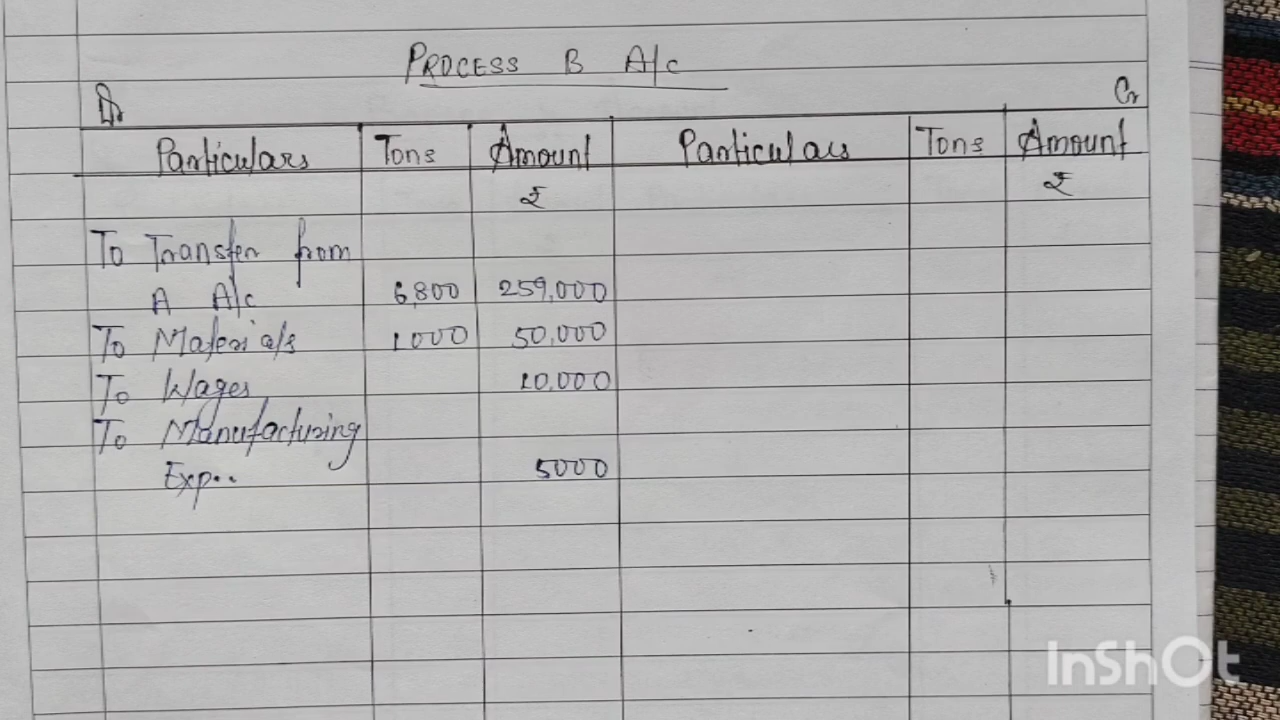 PROCESS B A/c
Dr Cr
Particulars Tons Amount Particulars Tons Amount
₹ ₹
To Transfer from
A A/c 6,800 259,000
To Materials 1000 50,000
To Wages 10,000
To Manufacturing
Exp.. 5000
InShOt